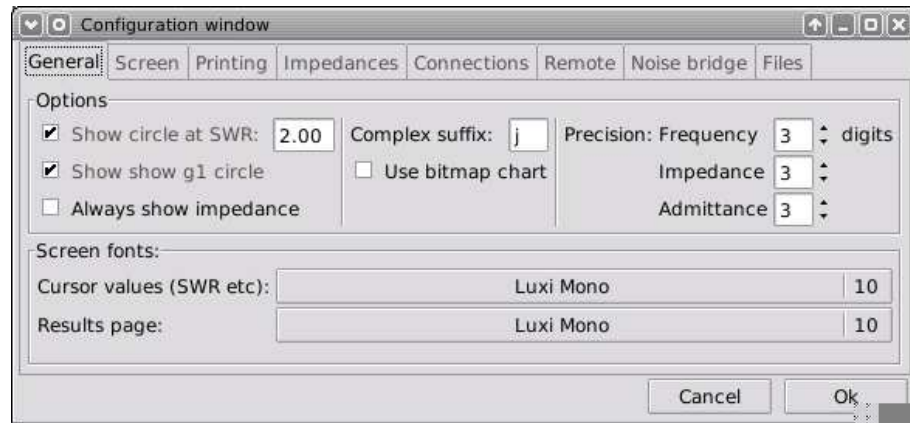 Configuration window
General Screen Printing Impedances Connections Remote Noise bridge Files
Options
Show circle at SWR: 2.00 Complex suffix: j Precision: Frequency 3 digits
Show show g1 circle Use bitmap chart Impedance 3
Always show impedance Admittance 3
Screen fonts:
Cursor values (SWR etc): Luxi Mono 10
Results page: Luxi Mono 10
Cancel Ok